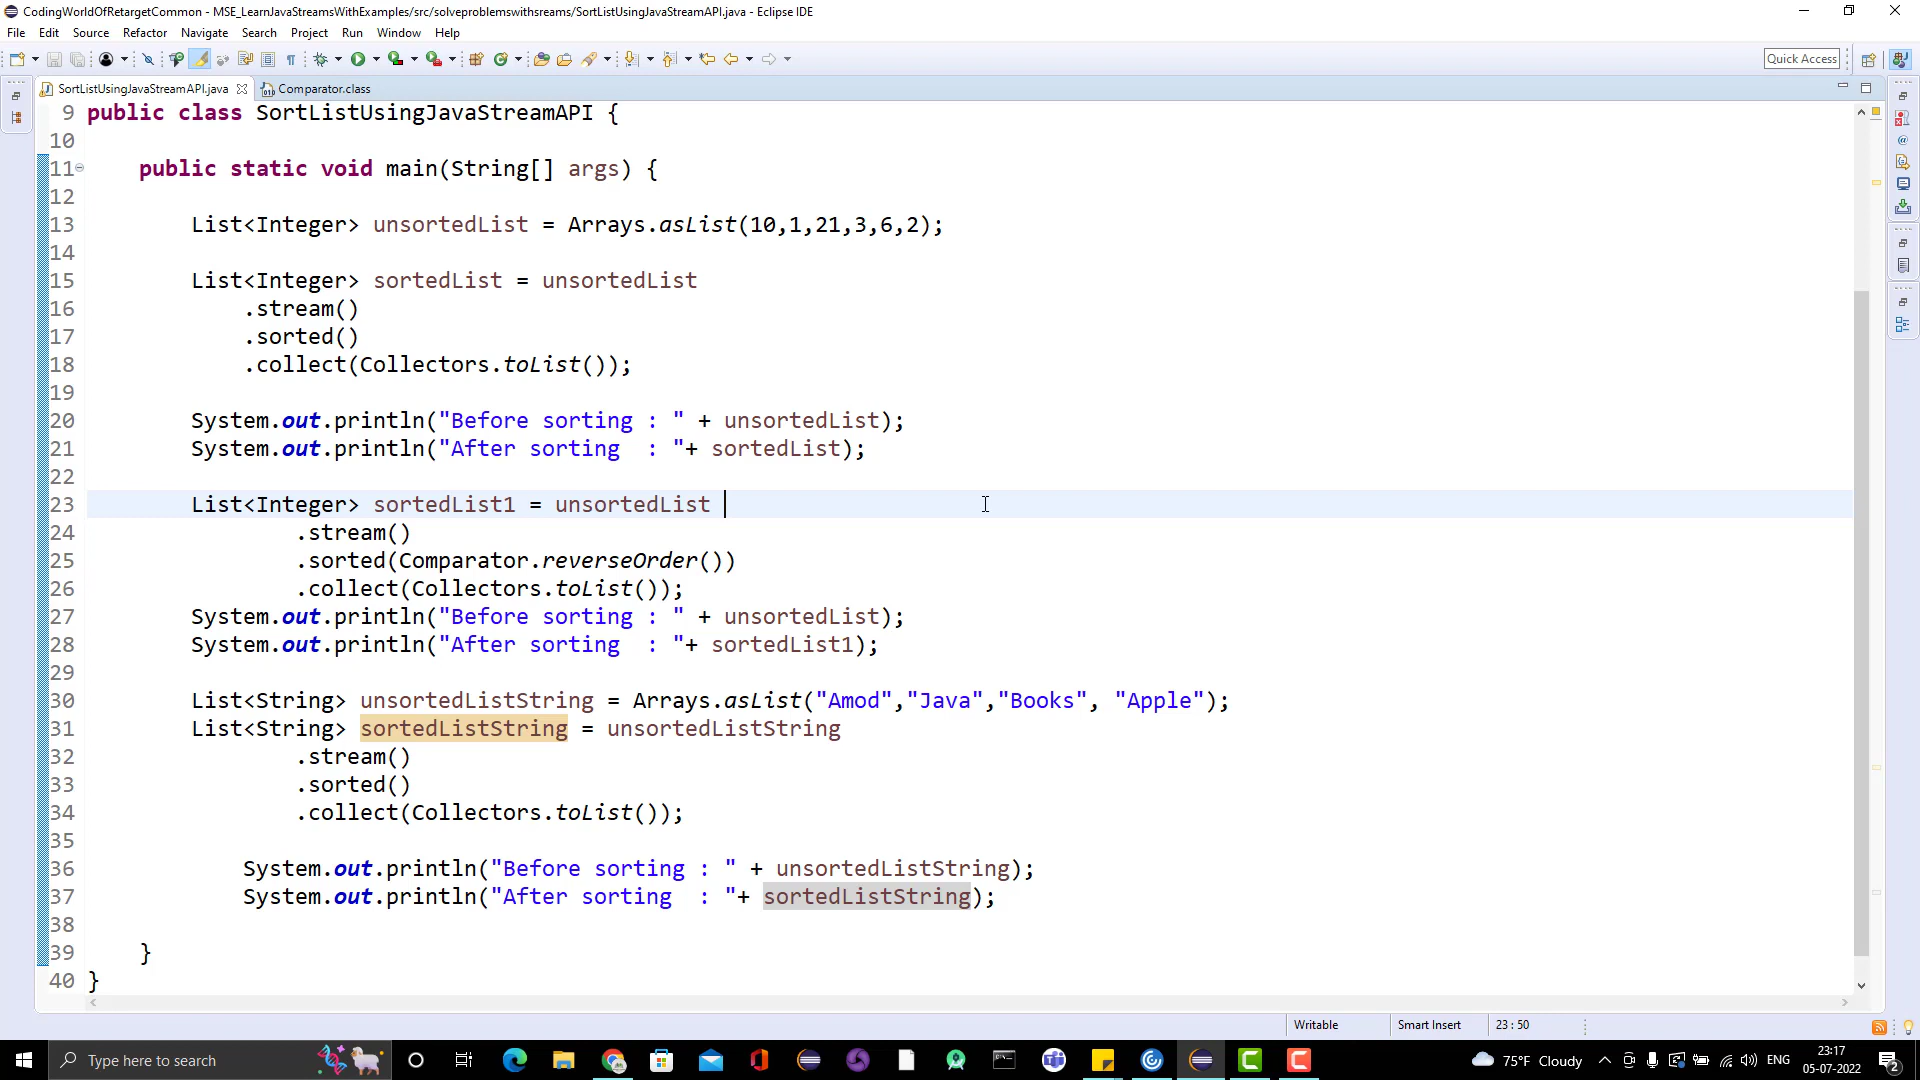 CodingWorldOfRetargetCommon - MSE_LearnJavaStreamsWithExamples/src/solveproblemswithsreams/SortListUsingJavaStreamAPI.java - Eclipse IDE
File Edit Source Refactor Navigate Search Project Run Window Help
Quick Access
SortListUsingJavaStreamAPI.java Comparator.class
9 public class SortListUsingJavaStreamAPI {
10
11 public static void main(String[] args) {
12
13 List<Integer> unsortedList = Arrays.asList(10,1,21,3,6,2);
14
15 List<Integer> sortedList = unsortedList
16 .stream()
17 .sorted()
18 .collect(Collectors.toList());
19
20 System.out.println("Before sorting : " + unsortedList);
21 System.out.println("After sorting  : "+ sortedList);
22
23 List<Integer> sortedList1 = unsortedList
24 .stream()
25 .sorted(Comparator.reverseOrder())
26 .collect(Collectors.toList());
27 System.out.println("Before sorting : " + unsortedList);
28 System.out.println("After sorting  : "+ sortedList1);
29
30 List<String> unsortedListString = Arrays.asList("Amod","Java","Books", "Apple");
31 List<String> sortedListString = unsortedListString
32 .stream()
33 .sorted()
34 .collect(Collectors.toList());
35
36 System.out.println("Before sorting : " + unsortedListString);
37 System.out.println("After sorting  : "+ sortedListString);
38
39 }
40 }
Writable Smart Insert 23 : 50
Type here to search
75°F Cloudy ENG 23:17
05-07-2022 2